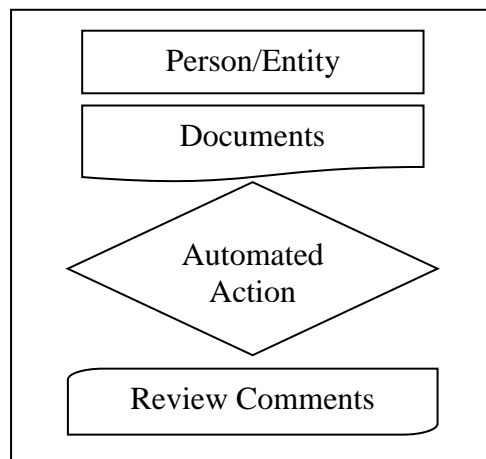 Person/Entity
Documents
Automated
Action
Review Comments